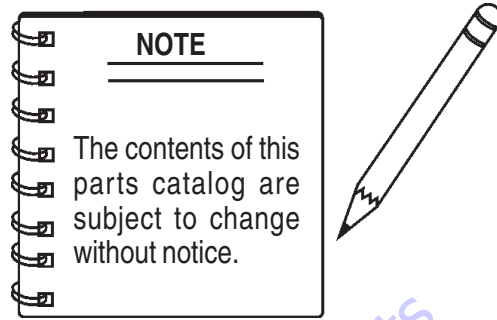 NOTE
The contents of this
parts catalog are
subject to change
without notice.